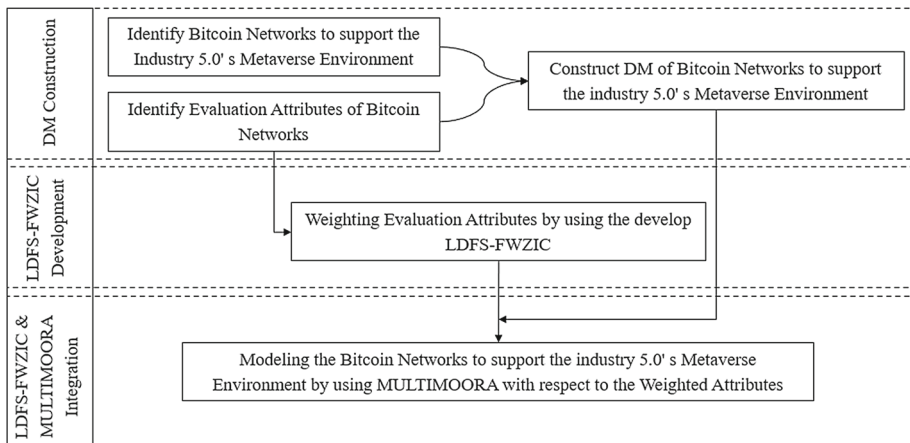 DM Construction
Identify Bitcoin Networks to support the
Industry 5.0' s Metaverse Environment
Identify Evaluation Attributes of Bitcoin
Networks
Construct DM of Bitcoin Networks to support
the industry 5.0' s Metaverse Environment
LDFS-FWZIC
Development
Weighting Evaluation Attributes by using the develop
LDFS-FWZIC
LDFS-FWZIC &
MULTIMOORA
Integration
Modeling the Bitcoin Networks to support the industry 5.0' s Metaverse
Environment by using MULTIMOORA with respect to the Weighted Attributes